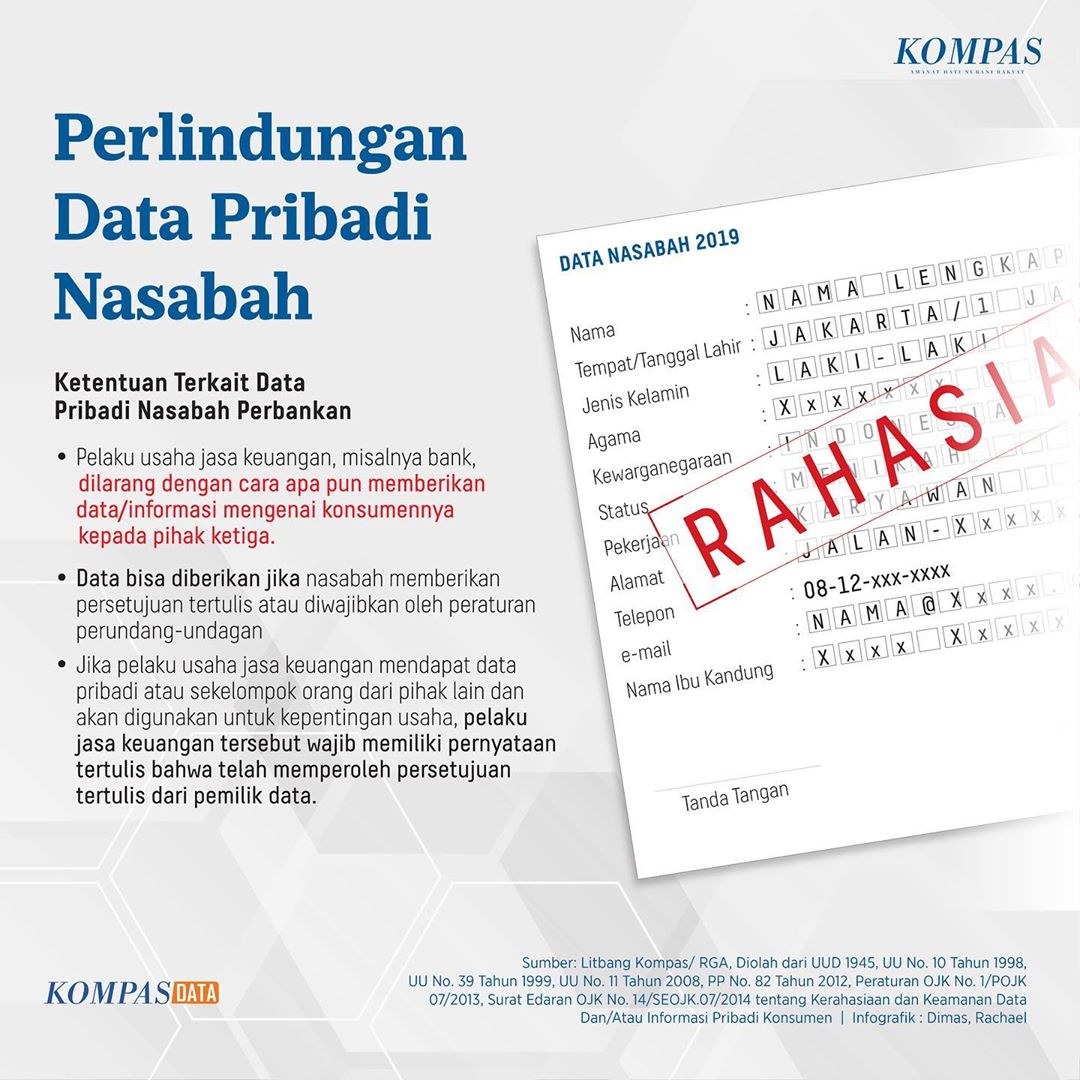 KOMPAS
AMANAT HATI NURANI RAKYAT
Perlindungan
Data Pribadi
Nasabah
Ketentuan Terkait Data
Pribadi Nasabah Perbankan
• Pelaku usaha jasa keuangan, misalnya bank,
dilarang dengan cara apa pun memberikan
data/informasi mengenai konsumennya
kepada pihak ketiga.
• Data bisa diberikan jika nasabah memberikan
persetujuan tertulis atau diwajibkan oleh peraturan
perundang-undagan
• Jika pelaku usaha jasa keuangan mendapat data
pribadi atau sekelompok orang dari pihak lain dan
akan digunakan untuk kepentingan usaha, pelaku
jasa keuangan tersebut wajib memiliki pernyataan
tertulis bahwa telah memperoleh persetujuan
tertulis dari pemilik data.
DATA NASABAH 2019
Nama : NAMA LENGKAP
Tempat/Tanggal Lahir : JAKARTA/1 JA
Jenis Kelamin : LAKI-LAKI
Agama : Xxxxxxxx
Kewarganegaraan : INDONESIA
Status : MENIKAH
Pekerjaan : KARYAWAN
Alamat : JALAN-Xxxxxx
Telepon : 08-12-xxx-xxxx
e-mail : NAMA@Xxxx.
Nama Ibu Kandung : Xxxx Xxxxxx
RAHASIA
Tanda Tangan
KOMPAS DATA
Sumber: Litbang Kompas/ RGA, Diolah dari UUD 1945, UU No. 10 Tahun 1998,
UU No. 39 Tahun 1999, UU No. 11 Tahun 2008, PP No. 82 Tahun 2012, Peraturan OJK No. 1/POJK
07/2013, Surat Edaran OJK No. 14/SEOJK.07/2014 tentang Kerahasiaan dan Keamanan Data
Dan/Atau Informasi Pribadi Konsumen | Infografik : Dimas, Rachael